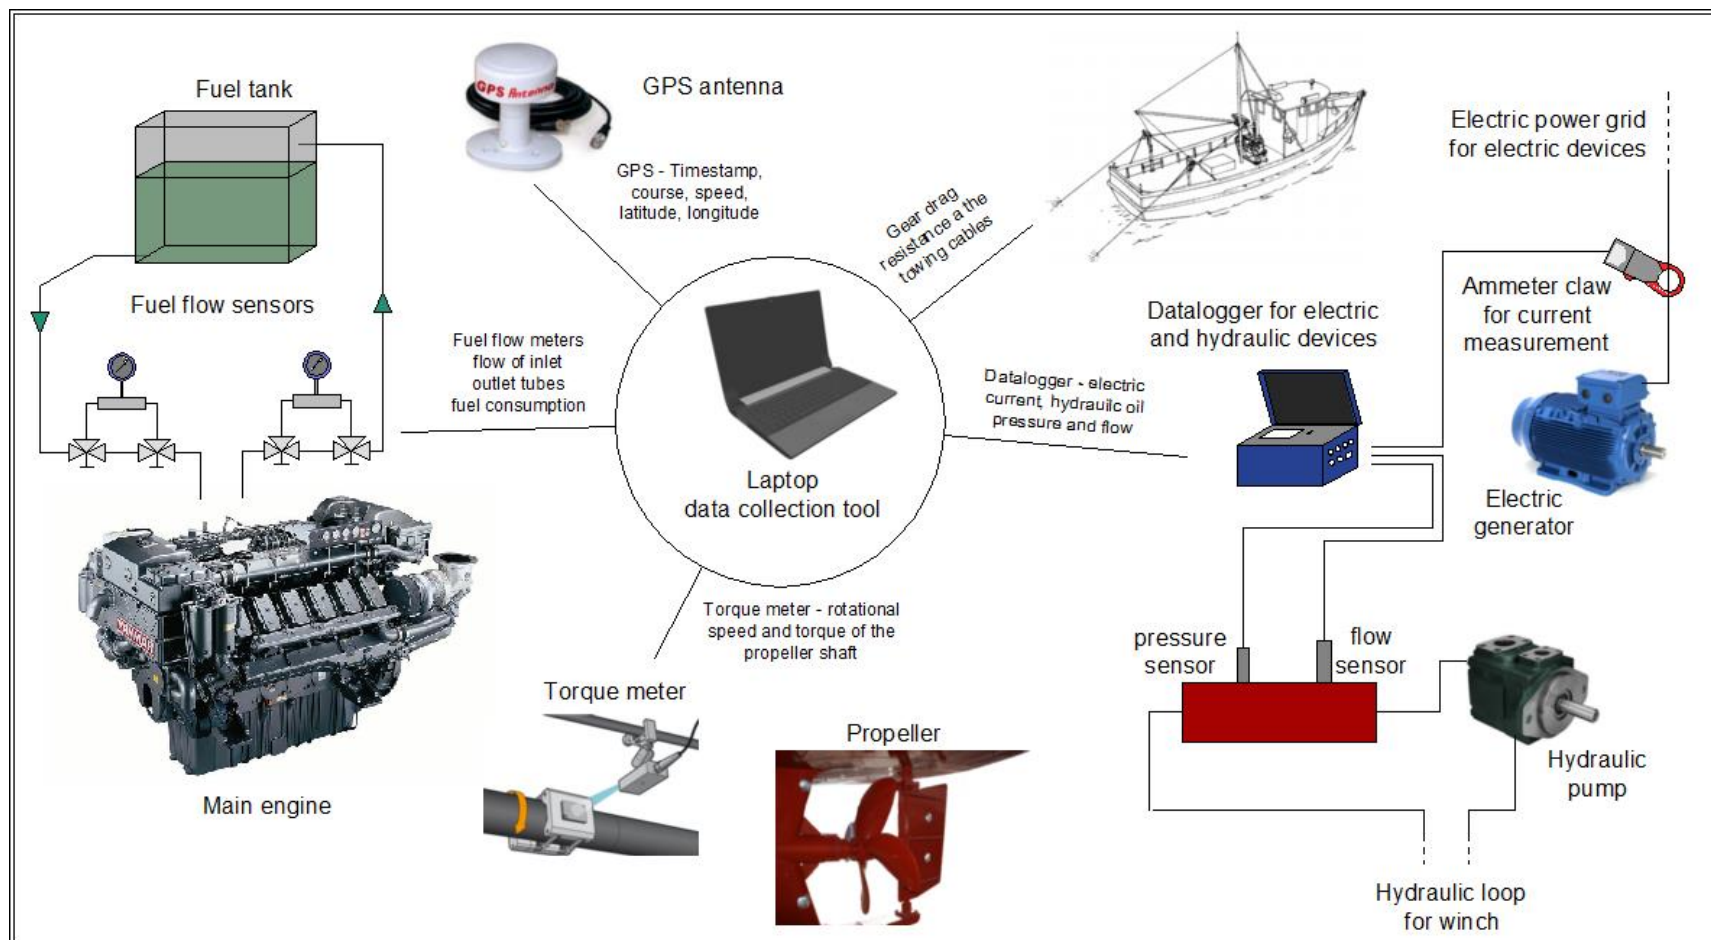 Fuel tank
GPS Antenna
GPS antenna
GPS - Timestamp,
course, speed,
latitude, longitude
Gear drag
resistance a the
towing cables
Electric power grid
for electric devices
Fuel flow sensors
Fuel flow meters
flow of inlet
outlet tubes
fuel consumption
Datalogger for electric
and hydraulic devices
Ammeter claw
for current
measurement
Datalogger - electric
current, hydraulic oil
pressure and flow
Laptop
data collection tool
Electric
generator
YANMAR
Main engine
Torque meter - rotational
speed and torque of the
propeller shaft
Torque meter
Propeller
pressure
sensor
flow
sensor
Hydraulic
pump
Hydraulic loop
for winch